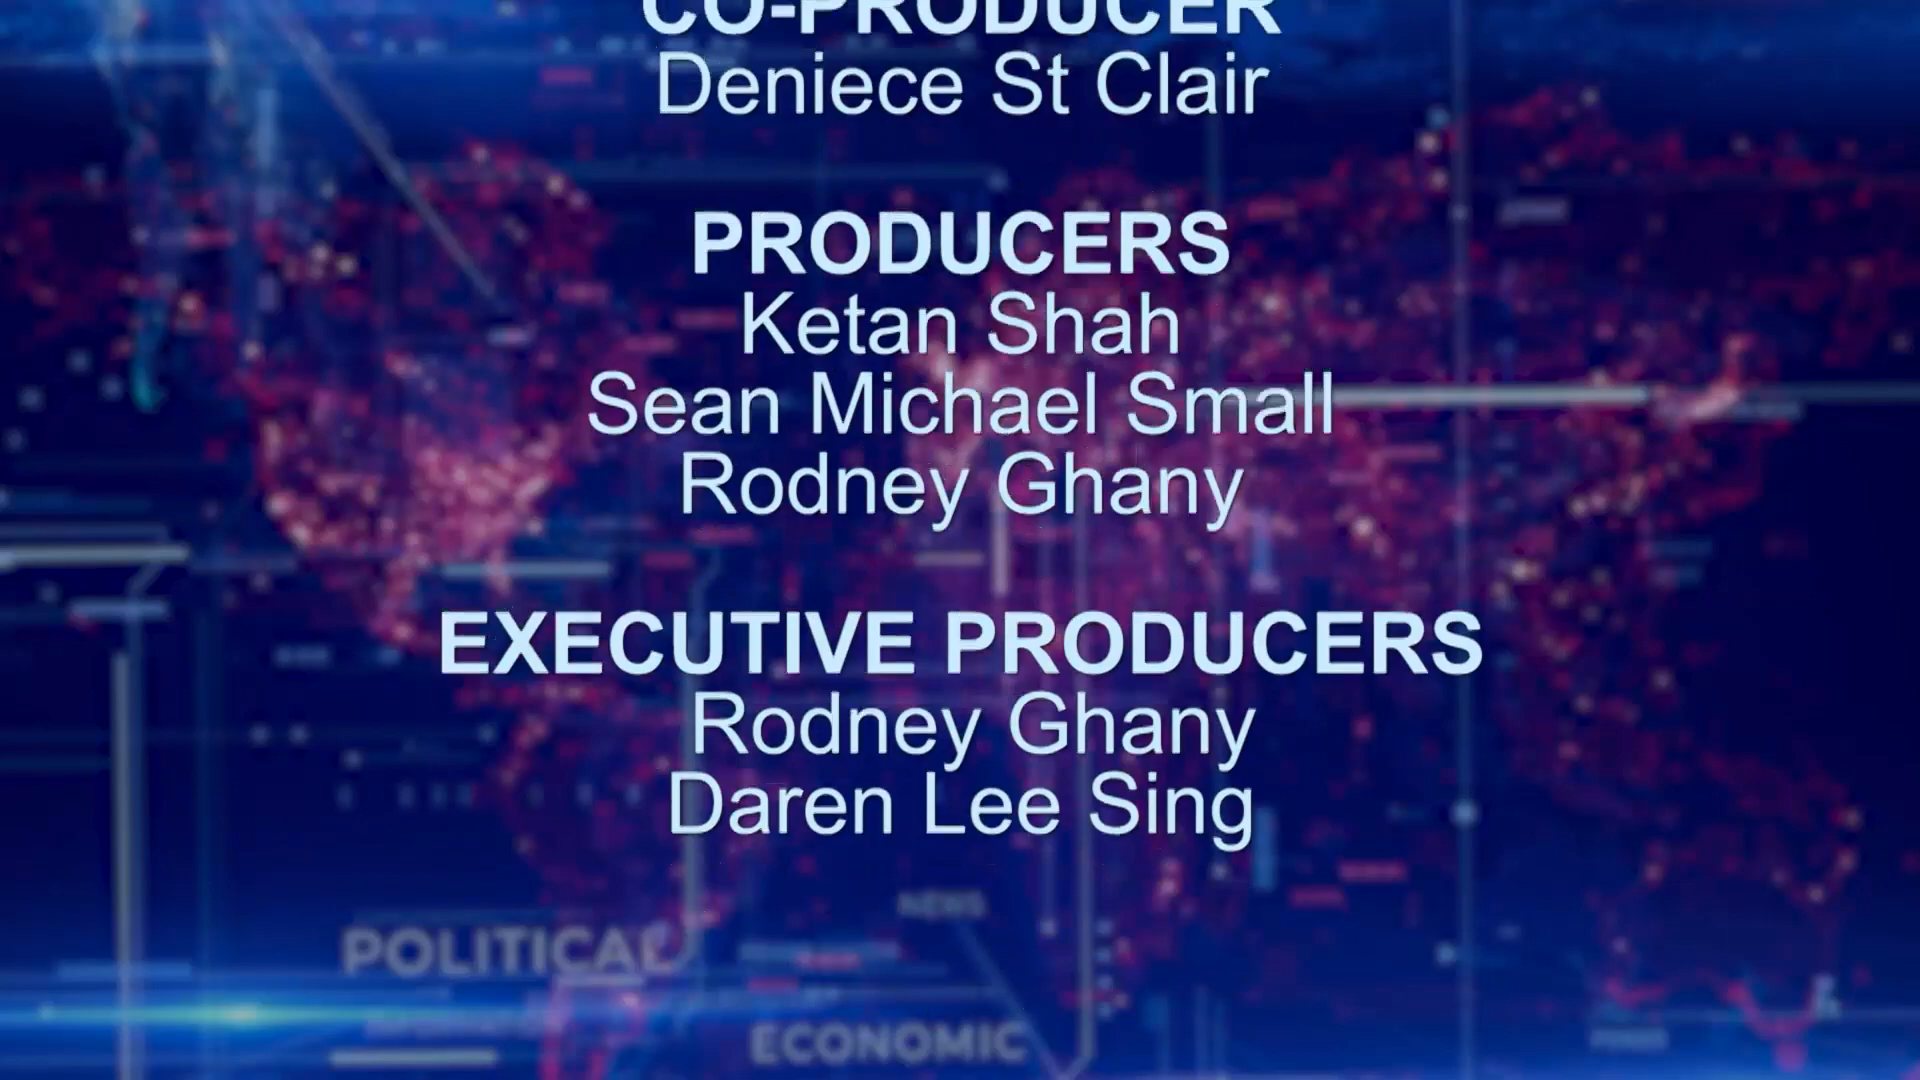 CO-PRODUCER
Deniece St Clair
PRODUCERS
Ketan Shah
Sean Michael Small
Rodney Ghany
EXECUTIVE PRODUCERS
Rodney Ghany
Daren Lee Sing
NEWS
POLITICAL
ECONOMIC